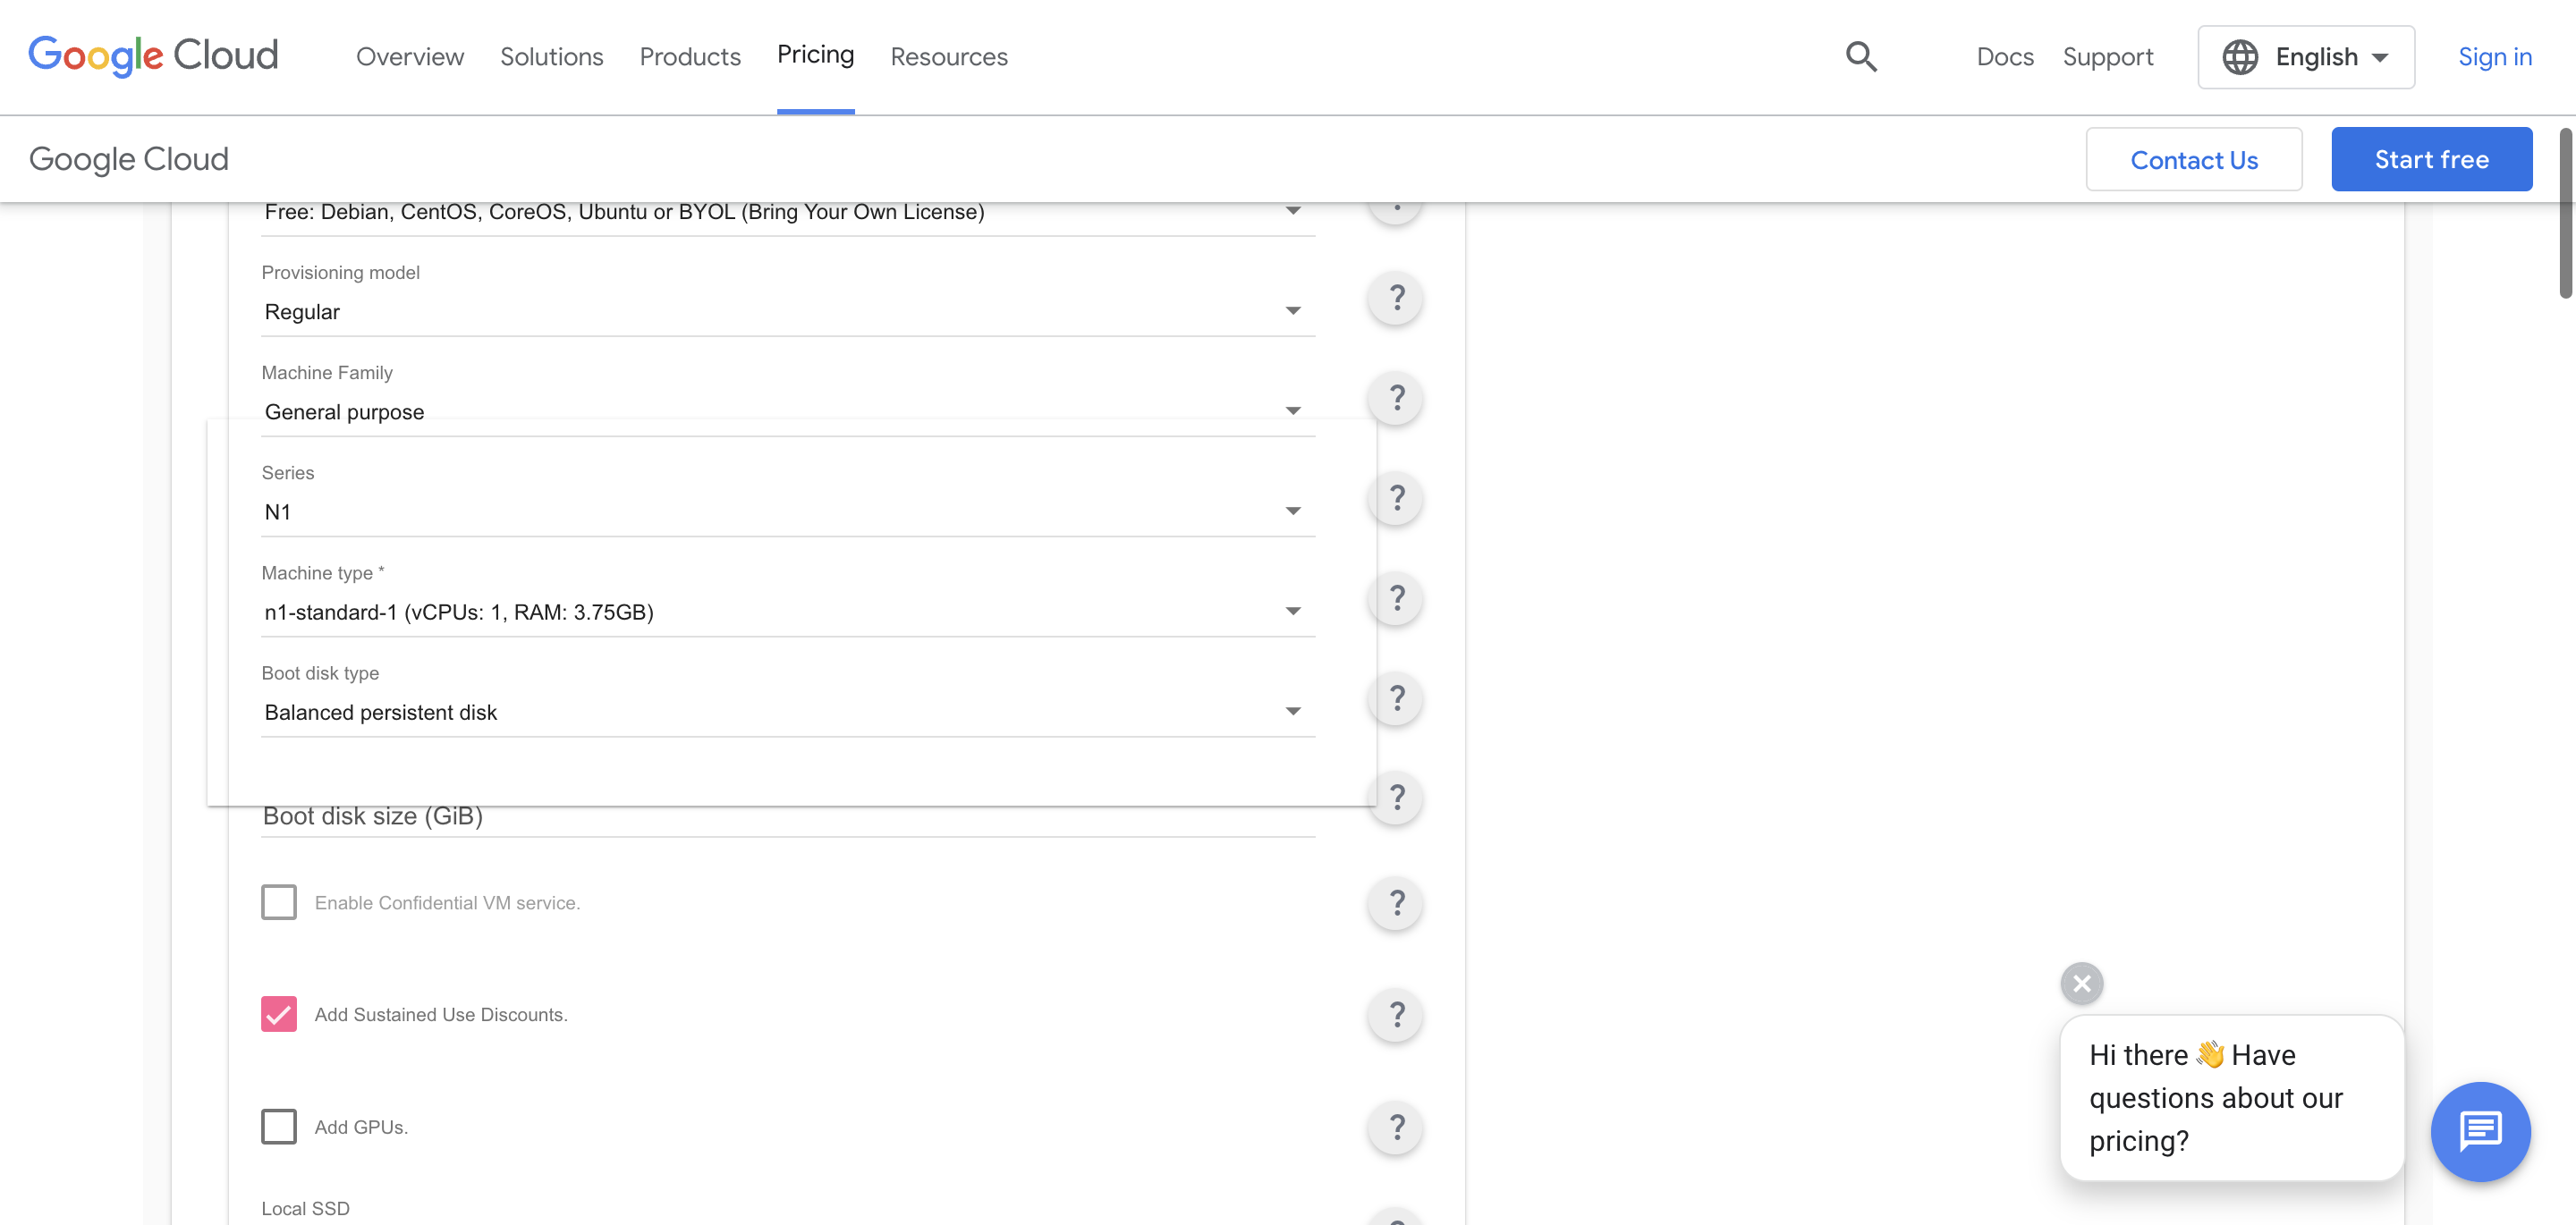 Google Cloud
Overview Solutions Products Pricing Resources
Docs Support English Sign in
Google Cloud
Contact Us Start free
Free: Debian, CentOS, CoreOS, Ubuntu or BYOL (Bring Your Own License)
Provisioning model
Regular
?
Machine Family
General purpose
?
Series
N1
?
Machine type *
n1-standard-1 (vCPUs: 1, RAM: 3.75GB)
?
Boot disk type
Balanced persistent disk
?
Boot disk size (GiB)
?
Enable Confidential VM service.
?
Add Sustained Use Discounts.
?
Add GPUs.
?
Local SSD
Hi there 👋 Have
questions about our
pricing?